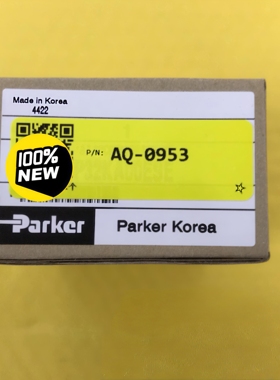 Made in Korea
4422
P/N: AQ-0953
100%
NEW
Parker
Parker Korea